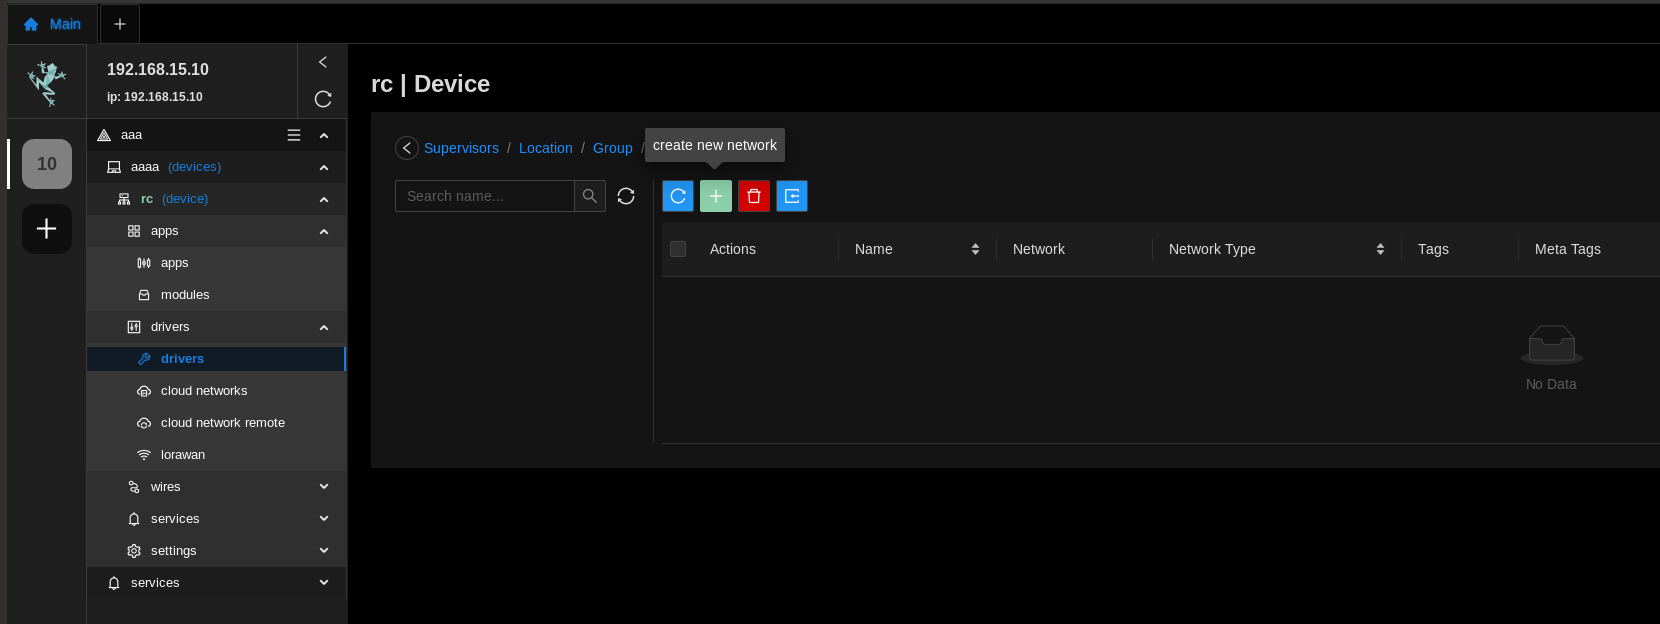 Main
192.168.15.10
ip: 192.168.15.10
10
aaa
aaaa (devices)
rc (device)
apps
apps
modules
drivers
drivers
cloud networks
cloud network remote
lorawan
wires
services
settings
services
rc | Device
Supervisors / Location / Group /
create new network
Search name...
Actions Name Network Network Type Tags Meta Tags
No Data